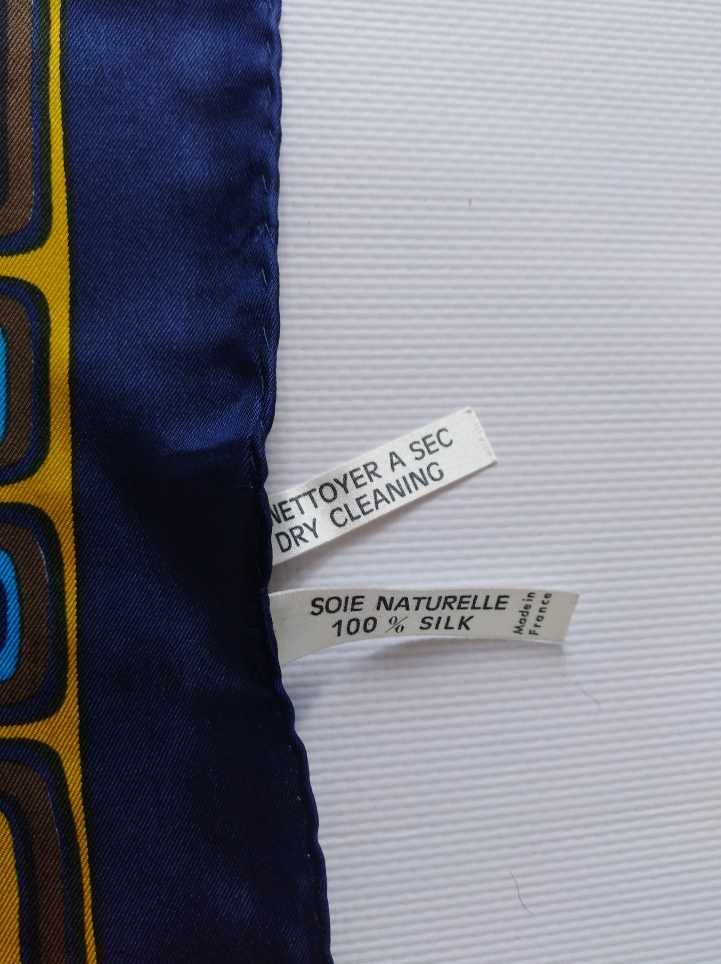 NETTOYER A SEC
DRY CLEANING
SOIE NATURELLE
100 % SILK
Made in
France